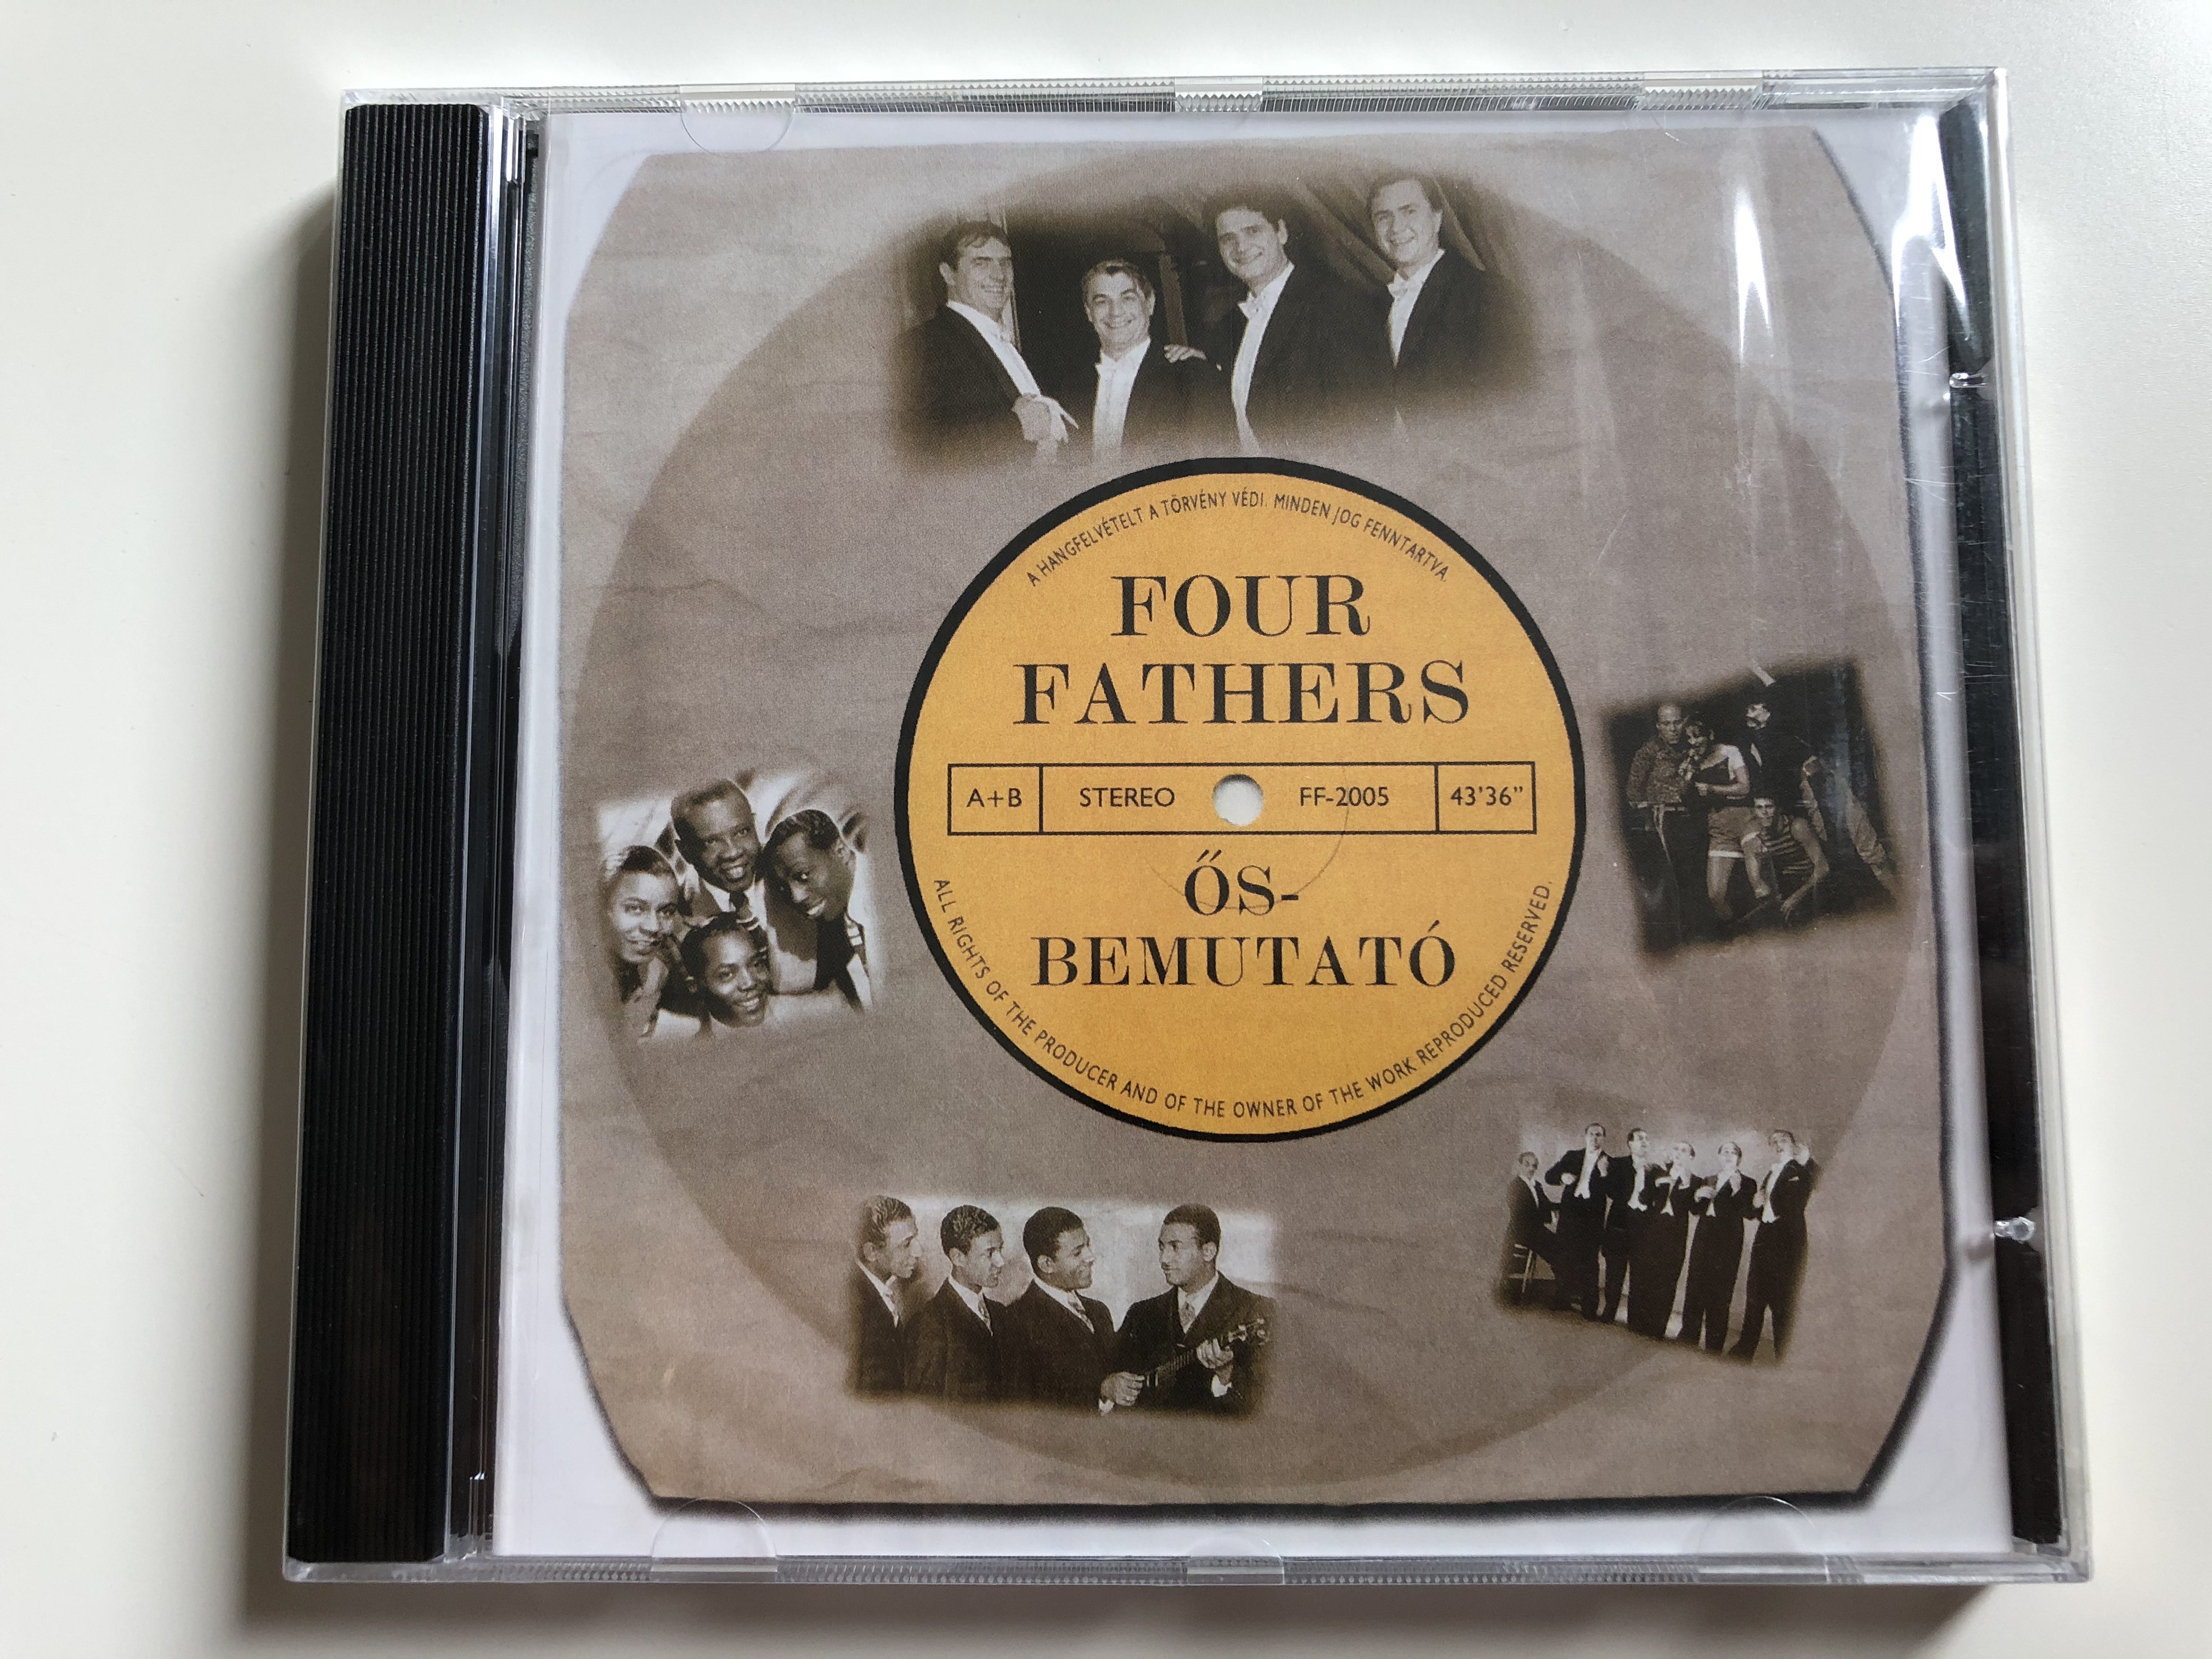 A HANGFELVÉTELT A TÖRVÉNY VÉDI. MINDEN JOG FENNTARTVA.
FOUR
FATHERS
A+B STEREO FF-2005 43'36”
ŐS-
BEMUTATÓ
ALL RIGHTS OF THE PRODUCER AND OF THE OWNER OF THE WORK REPRODUCED RESERVED.